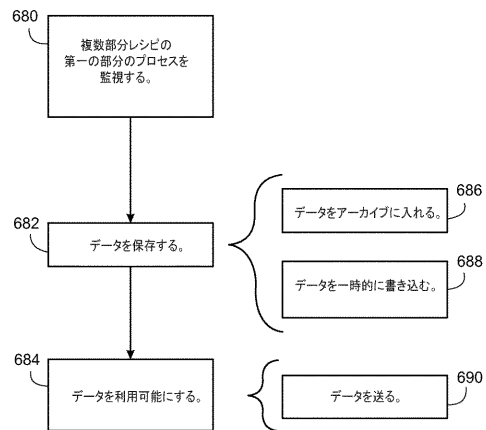 680
複数部分レシピの
第一の部分のプロセスを
監視する。
682
データを保存する。
686
データをアーカイブに入れる。
688
データを一時的に書き込む。
684
データを利用可能にする。
690
データを送る。